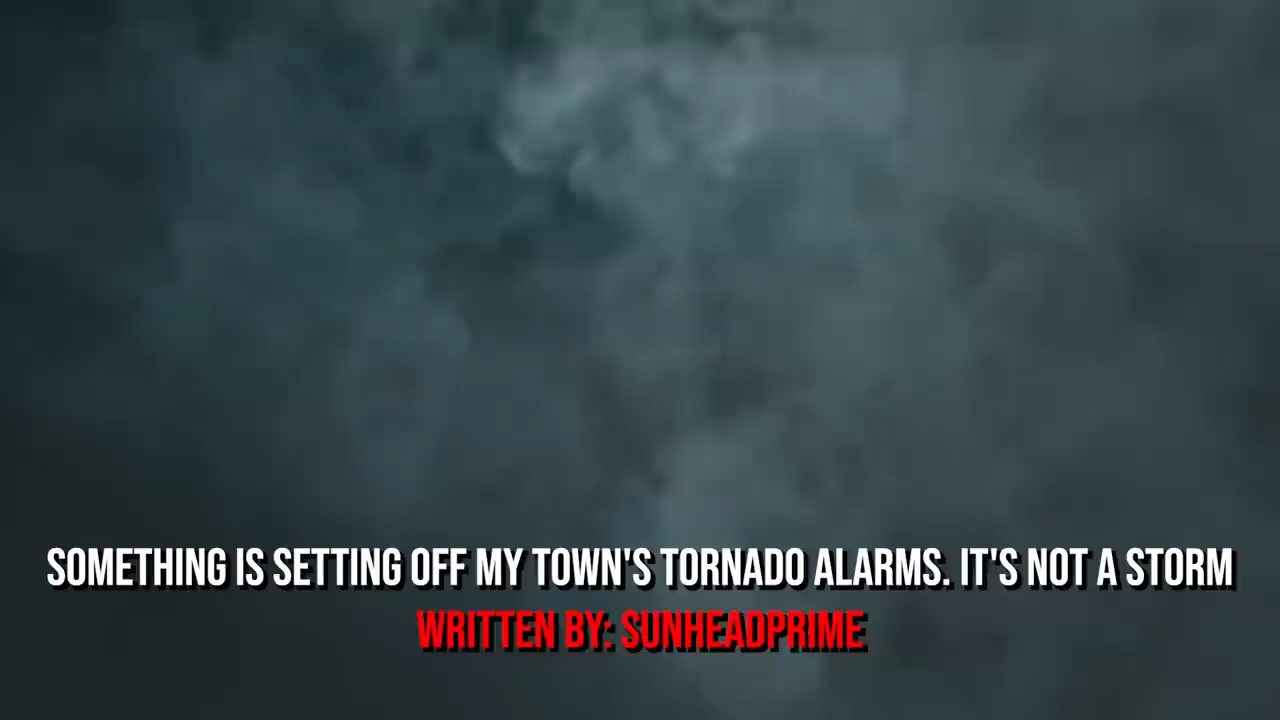 SOMETHING IS SETTING OFF MY TOWN'S TORNADO ALARMS. IT'S NOT A STORM
WRITTEN BY: SUNHEADPRIME